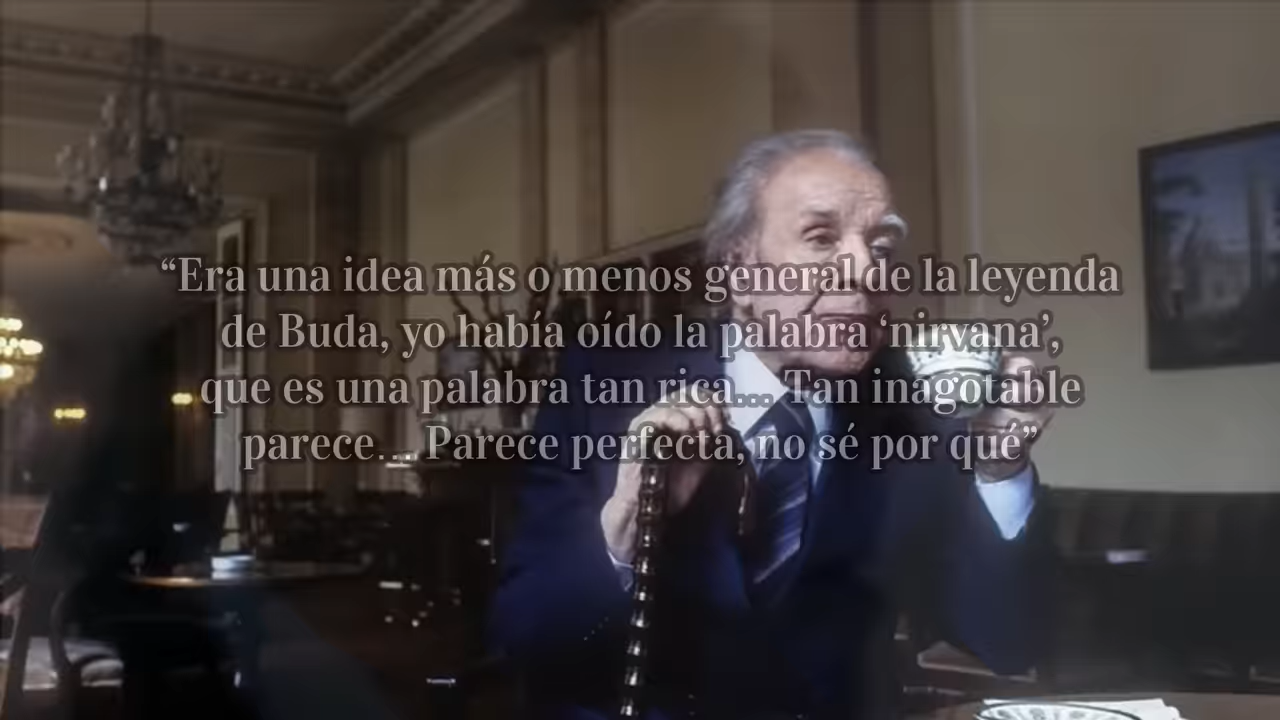 “Era una idea más o menos general de la leyenda
de Buda, yo había oído la palabra ‘nirvana’,
que es una palabra tan rica... Tan inagotable
parece... Parece perfecta, no sé por qué”